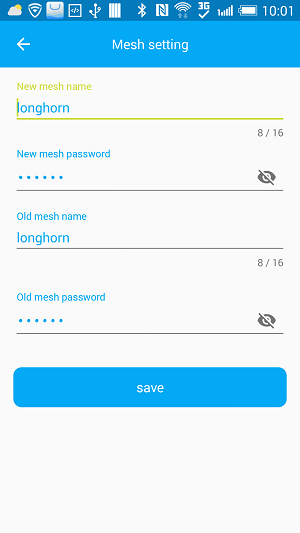 3G 10:01
Mesh setting
New mesh name
longhorn
8 / 16
New mesh password
••••••
Old mesh name
longhorn
8 / 16
Old mesh password
••••••
save